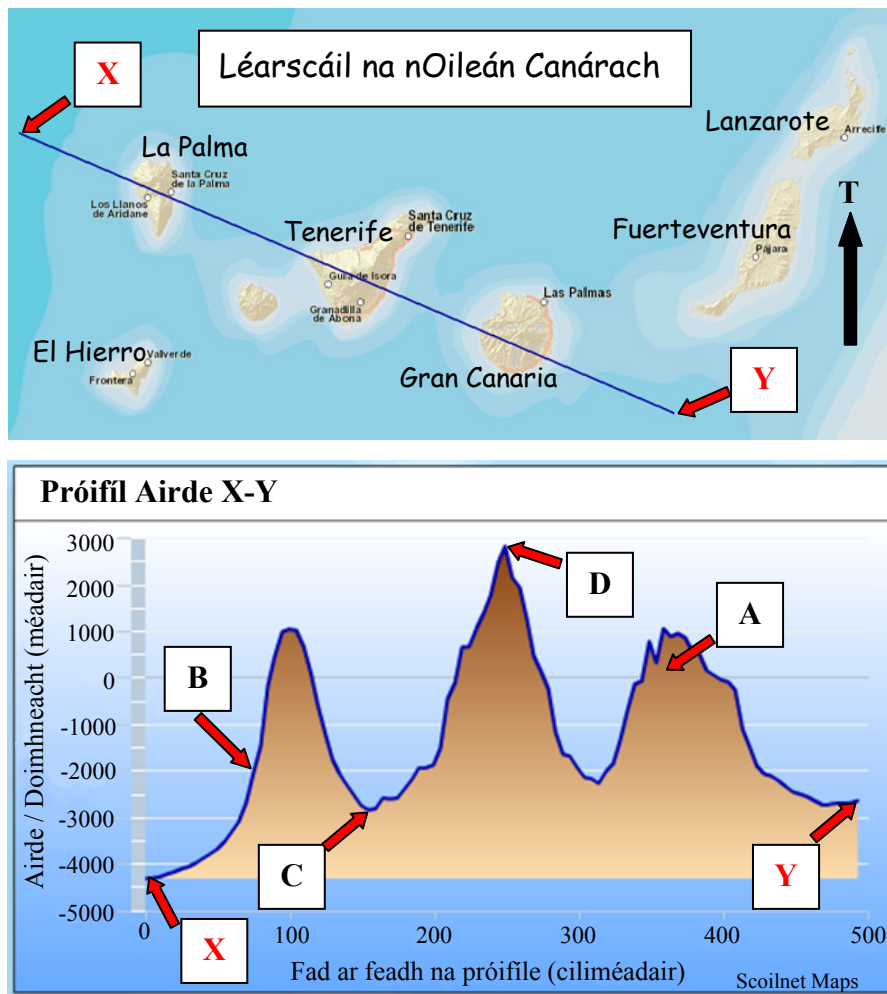 Léarscáil na nOileán Canárach
X
La Palma
Santa Cruz
de la Palma
Los Llanos
de Aridane
Tenerife
Santa Cruz
de Tenerife
Guia de Isora
Granadilla
de Abona
Lanzarote
Arrecife
T
Fuerteventura
Pájara
Las Palmas
El Hierro
Valverde
Frontera
Gran Canaria
Y
Próifíl Airde X-Y
Airde / Doimhneacht (méadair)
3000
2000
1000
0
-1000
-2000
-3000
-4000
-5000
D
A
B
C
Y
X
0
100
200
300
400
500
Fad ar feadh na próifíle (ciliméadair)
Scoilnet Maps